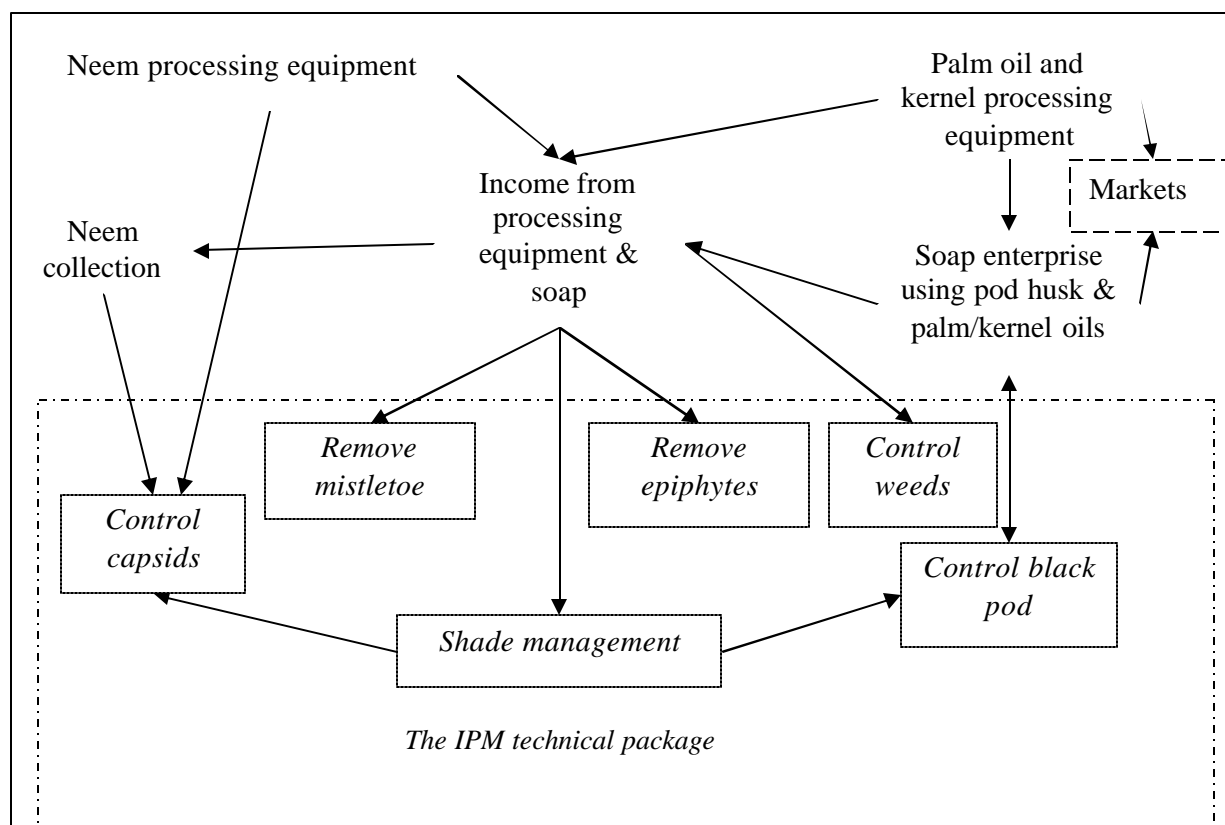 Neem processing equipment
Palm oil and
kernel processing
equipment
Markets
Income from
processing
equipment &
soap
Neem
collection
Soap enterprise
using pod husk &
palm/kernel oils
Remove
mistletoe
Remove
epiphytes
Control
weeds
Control
capsids
Control black
pod
Shade management
The IPM technical package